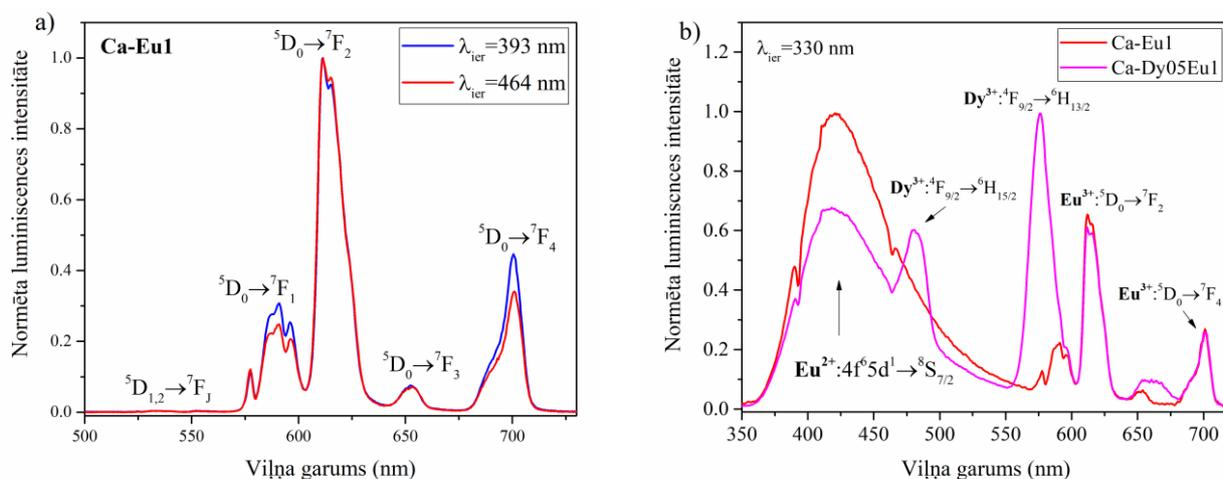 a)
Ca-Eu1
⁵D₀→⁷F₂
λᵢₑᵣ=393 nm
λᵢₑᵣ=464 nm
Normēta luminiscences intensitāte
1.0
0.8
0.6
0.4
0.2
0.0
⁵D₁,₂→⁷F_J
⁵D₀→⁷F₁
⁵D₀→⁷F₃
⁵D₀→⁷F₄
500 550 600 650 700
Viļņa garums (nm)
b)
λᵢₑᵣ=330 nm
Ca-Eu1
Ca-Dy05Eu1
Normēta luminiscences intensitāte
1.2
1.0
0.8
0.6
0.4
0.2
0.0
Dy³⁺:⁴F₉/₂→⁶H₁₃/₂
Dy³⁺:⁴F₉/₂→⁶H₁₅/₂
Eu³⁺:⁵D₀→⁷F₂
Eu³⁺:⁵D₀→⁷F₄
Eu²⁺:4f⁶5d¹→⁸S₇/₂
350 400 450 500 550 600 650 700
Viļņa garums (nm)